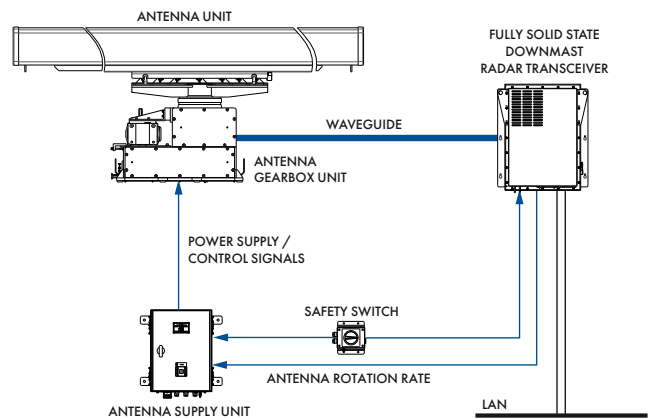 ANTENNA UNIT
FULLY SOLID STATE
DOWNMAST
RADAR TRANSCEIVER
WAVEGUIDE
ANTENNA
GEARBOX UNIT
POWER SUPPLY /
CONTROL SIGNALS
SAFETY SWITCH
ANTENNA ROTATION RATE
LAN
ANTENNA SUPPLY UNIT